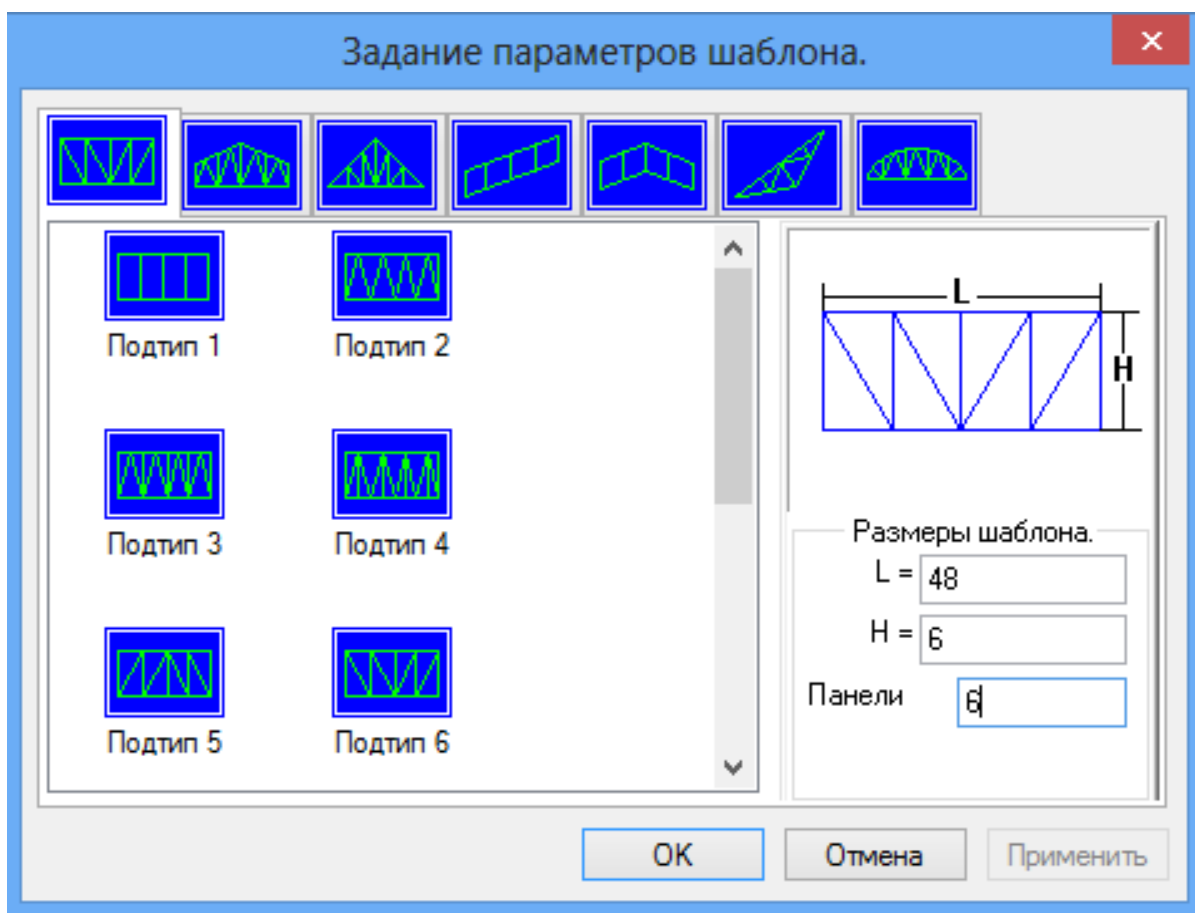 Задание параметров шаблона.
Подтип 1
Подтип 2
Подтип 3
Подтип 4
Подтип 5
Подтип 6
L
H
Размеры шаблона.
L = 48
H = 6
Панели 6
OK
Отмена
Применить